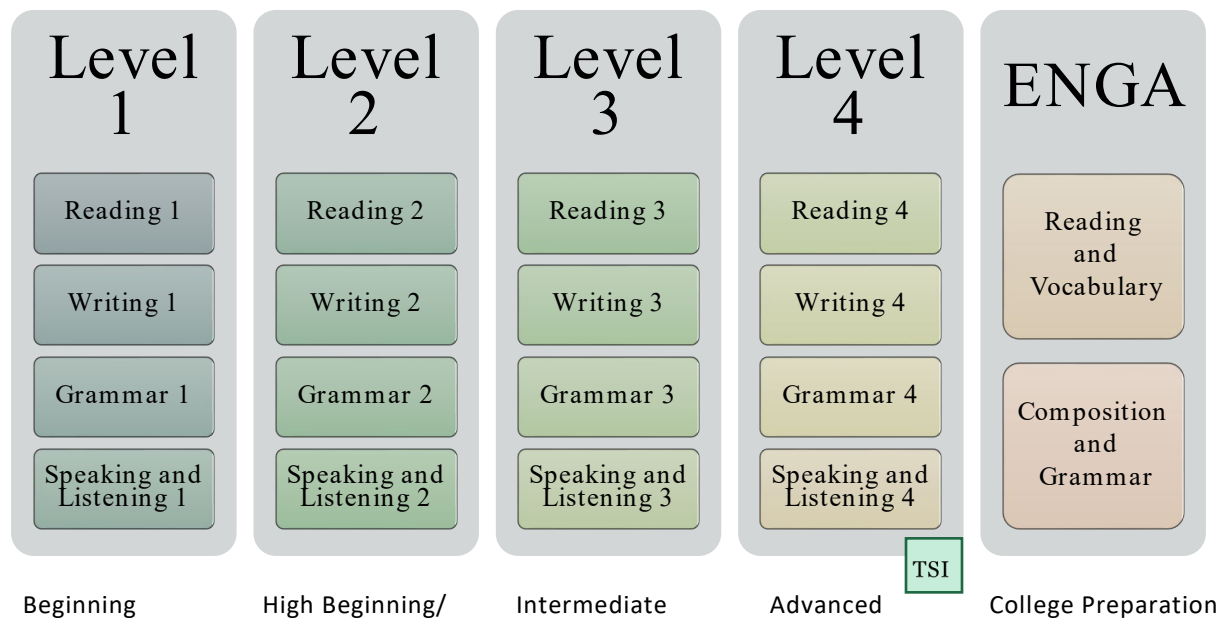 Level
1
Reading 1
Writing 1
Grammar 1
Speaking and
Listening 1
Beginning
Level
2
Reading 2
Writing 2
Grammar 2
Speaking and
Listening 2
High Beginning/
Level
3
Reading 3
Writing 3
Grammar 3
Speaking and
Listening 3
Intermediate
Level
4
Reading 4
Writing 4
Grammar 4
Speaking and
Listening 4
TSI
Advanced
ENGA
Reading
and
Vocabulary
Composition
and
Grammar
College Preparation